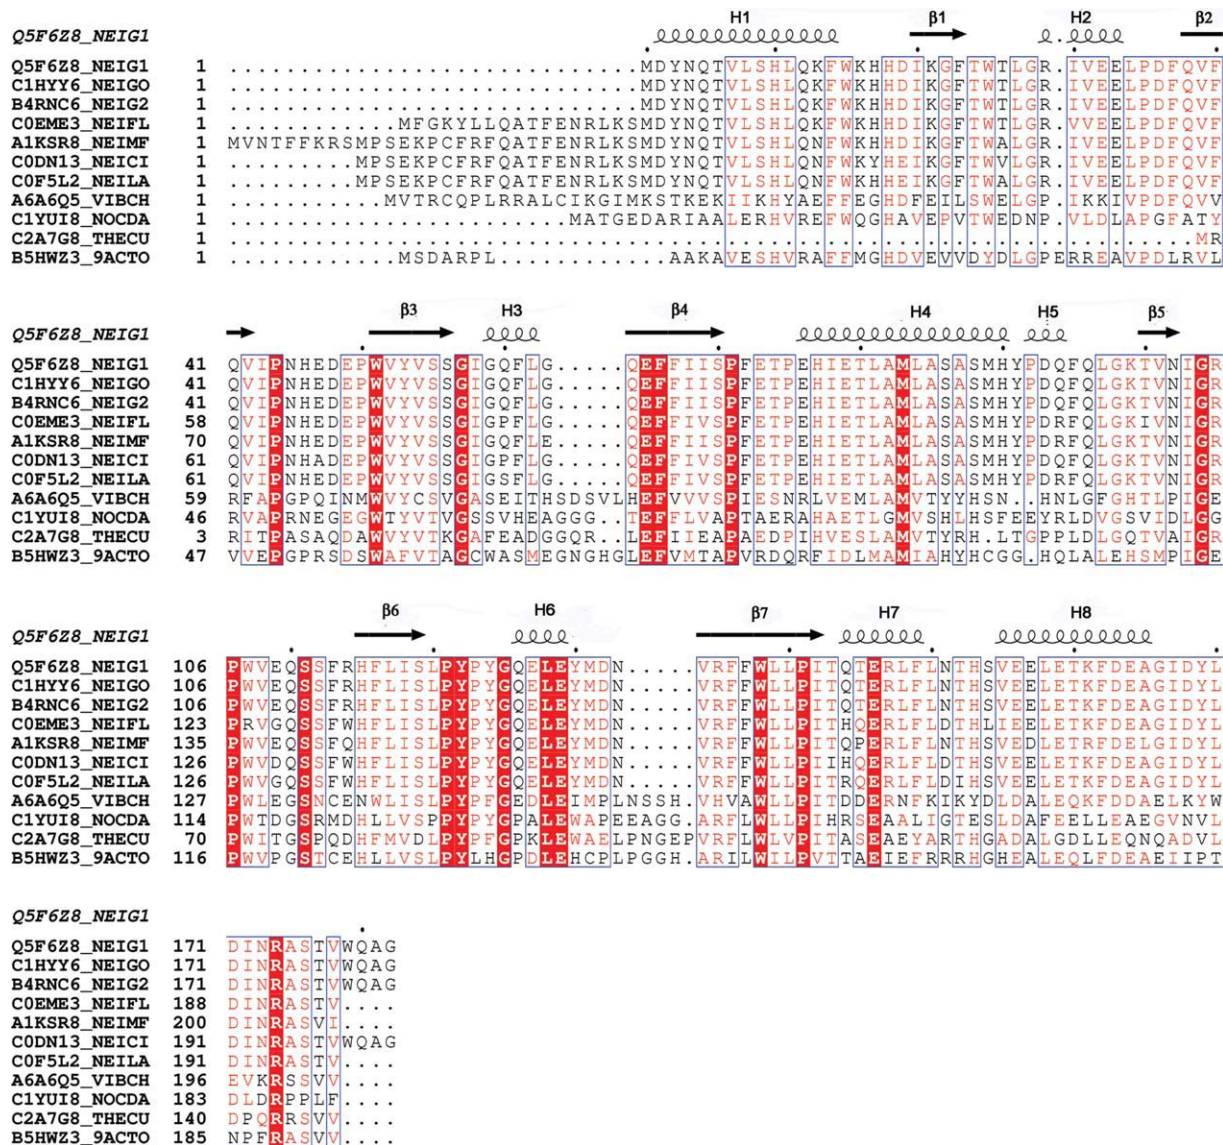 H1 β1 H2 β2
Q5F6Z8_NEIG1
Q5F6Z8_NEIG1 1 .............................MDYNQTVLSHLQKFWKHHDIKGFTWTLGR.IVEELPDFQVF
C1HYY6_NEIGO 1 .............................MDYNQTVLSHLQKFWKHHDIKGFTWTLGR.IVEELPDFQVF
B4RNC6_NEIG2 1 .............................MDYNQTVLSHLQKFWKHHDIKGFTWTLGR.IVEELPDFQVF
C0EME3_NEIFL 1 ............MFGKYLLQATFENRLKSMDYNQTVLSHLQKFWKHHDIKGFTWTLGR.VVEELPDFQVF
A1KSR8_NEIMF 1 MVNTFFKRSMPSEKPCFRFQATFENRLKSMDYNQTVLSHLQKFWKHHDIKGFTWALGR.IVEELPDFQVF
C0DN13_NEICI 1 .........MPSEKPCFRFQATFENRLKSMDYNQTVLSHLQNFWKYHEIKGFTWVLGR.IVEELPDFQVF
C0F5L2_NEILA 1 .........MPSEKPCFRFQATFENRLKSMDYNQTVLSHLQNFWKHHEIKGFTWALGR.IVEELPDFQVF
A6A6Q5_VIBCH 1 ...........MVTRCQPLRRALCIKGIMKSTKEKIIKHYAEFFEGHDFEILSWELGP.IKKIVPDFQVV
C1YUI8_NOCDA 1 ........................MATGEDARIAALERHVREFWQGHAVEPVTWEDNP.VLDLAPGFATY
C2A7G8_THECU 1 ....................................................................MR
B5HWZ3_9ACTO 1 ............MSDARPL............AAKAVESHVRAFFMGHDVEVVDYDLGPERREAVPDLRVL
β3 H3 β4 H4 H5 β5
Q5F6Z8_NEIG1
Q5F6Z8_NEIG1 41 QVIPNHEDEPWVYVSSGIGQFLG.....QEFFIISPFETPEHIETLAMLASASMHYPDQFQLGKTVNIGR
C1HYY6_NEIGO 41 QVIPNHEDEPWVYVSSGIGQFLG.....QEFFIISPFETPEHIETLAMLASASMHYPDQFQLGKTVNIGR
B4RNC6_NEIG2 41 QVIPNHEDEPWVYVSSGIGQFLG.....QEFFIISPFETPEHIETLAMLASASMHYPDQFQLGKTVNIGR
C0EME3_NEIFL 58 QVIPNHEDEPWVYVSSGIGPFLG.....QEFFIVSPFETPEHIETLAMLASASMHYPDRFQLGKIVNIGR
A1KSR8_NEIMF 70 QVIPNHEDEPWVYVSSGIGQFLE.....QEFFIISPFETPEHIETLAMLASASMHYPDRFQLGKTVNIGR
C0DN13_NEICI 61 QVIPNHADEPWVYVSSGIGPFLG.....QEFFIISPFETPEHIETLAMLASASMHYPDQFQLGKTVNIGR
C0F5L2_NEILA 61 QVIPNHEDEPWVYVSSGIGQFLG.....QEFFIISPFETPEHIETLAMLASASMHYPDRFQLGKTVNIGR
A6A6Q5_VIBCH 59 RFAPGPQINMWVYCSVGASEITHSDSVLHEFVVVSPIESNRLVEMLAMVTYYHSN..HNLGFGHTLPIGE
C1YUI8_NOCDA 46 RVAPRNEGEGWTYVTVGSSVHEAGGG..TEFFLVAPTAERAHAETLGMVSHLHSFEEYRLDVGSVIDLGG
C2A7G8_THECU 3 RITPASAQDAWVYVTKGAFEADGGQR..LEFIIEAPAEDPIHVESLAMVTYRH.LTGPPLDLGQTVAIGR
B5HWZ3_9ACTO 47 VVEPGPRSDSWAFVTAGCWASMEGNGHGLEFVMTAPVRDQRFIDLMAMIAHYHCGG.HQLALEHSMPIGE
β6 H6 β7 H7 H8
Q5F6Z8_NEIG1
Q5F6Z8_NEIG1 106 PWVEQSSFRHFLISLPYPYGQELEYMDN.....VRFFWLLPITQTERLFLNTHSVEELETKFDEAGIDYL
C1HYY6_NEIGO 106 PWVEQSSFRHFLISLPYPYGQELEYMDN.....VRFFWLLPITQTERLFLNTHSVEELETKFDEAGIDYL
B4RNC6_NEIG2 106 PWVEQSSFRHFLISLPYPYGQELEYMDN.....VRFFWLLPITQTERLFLNTHSVEELETKFDEAGIDYL
C0EME3_NEIFL 123 PRVGQSSFWHFLISLPYPYGQELEYMDN.....VRFFWLLPITHQERLFLDTHLIEELETKFDEAGIDYL
A1KSR8_NEIMF 135 PWVEQSSFQHFLISLPYPYGQELEYMDN.....VRFFWLLPITQPERLFLNTHSVEDLETRFDELGIDYL
C0DN13_NEICI 126 PWVDQSSFWHFLISLPYPYGQELEYMDN.....VRFFWLLPIIHQERLFLDTHSVEELETKFDEAGIDYL
C0F5L2_NEILA 126 PWVEQSSFWHFLISLPYPYGQELEYMDN.....VRFFWLLPITRQERLFLDIHSVEELETKFDEAGIDYL
A6A6Q5_VIBCH 127 PWLEGSNCENWLISLPYPFGEDLEIMPLNSSH.VHVAWLLPITDDERNFKIKYDLDALEQKFDDAELKYW
C1YUI8_NOCDA 114 PWTDGSRMDHLLVSPPYPYGPALEWAPEEAGG.ARFLWLLPIHRSEAALIGTESLDAFEELLEAEGVNVL
C2A7G8_THECU 70 PWITGSPQDHFMVDLPYPFGPKLEWAELPNGEPVRFLWLVPITASEAEYARTHGADALGDLLEQNQADVL
B5HWZ3_9ACTO 116 PWVPGSTCEHLLVSLPYLHGPDLEHCPLPGGH.ARILWILPVTTAEIEFRRRHGHEALEQLFDEAEIIPT
Q5F6Z8_NEIG1
Q5F6Z8_NEIG1 171 DINRASTVWQAG
C1HYY6_NEIGO 171 DINRASTVWQAG
B4RNC6_NEIG2 171 DINRASTVWQAG
C0EME3_NEIFL 188 DINRASTV....
A1KSR8_NEIMF 200 DINRASVI....
C0DN13_NEICI 191 DINRASTVWQAG
C0F5L2_NEILA 191 DINRASTV....
A6A6Q5_VIBCH 196 EVKRSSVV....
C1YUI8_NOCDA 183 DLDRPPLF....
C2A7G8_THECU 140 DPQRRSVV....
B5HWZ3_9ACTO 185 NPFRASVV....